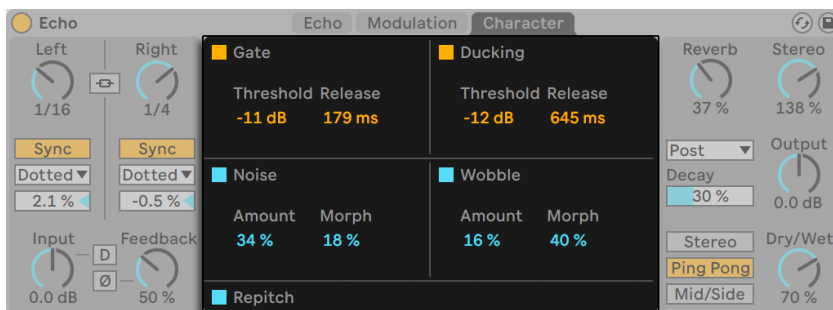 Echo
Echo Modulation Character
Left Right
1/16 1/4
Sync Sync
Dotted Dotted
2.1 % -0.5 %
Input Feedback
D
Ø
0.0 dB 50 %
Gate
Threshold Release
-11 dB 179 ms
Ducking
Threshold Release
-12 dB 645 ms
Noise
Amount Morph
34 % 18 %
Wobble
Amount Morph
16 % 40 %
Repitch
Reverb Stereo
37 % 138 %
Post Output
Decay
30 % 0.0 dB
Stereo Dry/Wet
Ping Pong
Mid/Side 70 %